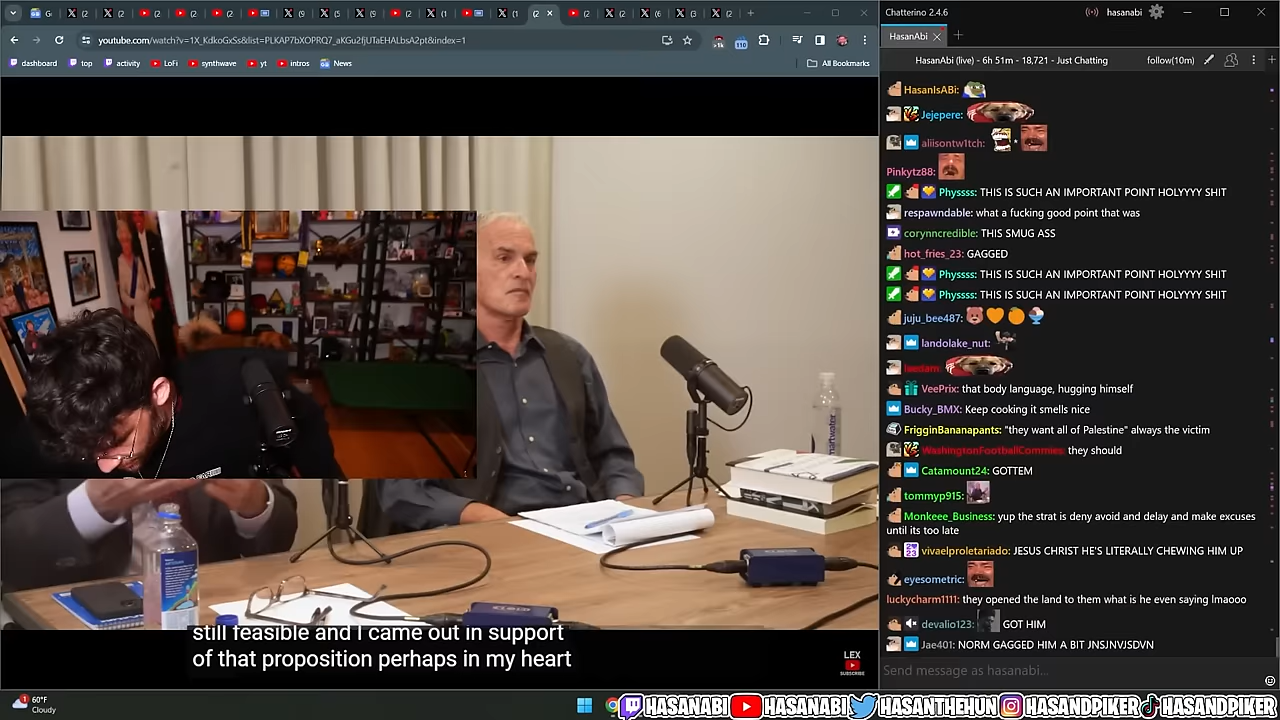 youtube.com/watch?v=1X_KdkoGxSs&list=PLKAP7bXOPRQ7_aKGu2fjUTaEHALbsA2pt&index=1
dashboard top activity LoFi synthwave yt intros News All Bookmarks
smartwater
still feasible and I came out in support
of that proposition perhaps in my heart
LEX
SUBSCRIBE
Chatterino 2.4.6
hasanabi
HasanAbi
HasanAbi (live) - 6h 51m - 18,721 - Just Chatting
follow(10m)
HasanIsABi:
Jejepere:
aliisontw1tch:
Pinkytz88:
Physsss: THIS IS SUCH AN IMPORTANT POINT HOLYYYY SHIT
respawndable: what a fucking good point that was
corynncredible: THIS SMUG ASS
hot_fries_23: GAGGED
Physsss: THIS IS SUCH AN IMPORTANT POINT HOLYYYY SHIT
Physsss: THIS IS SUCH AN IMPORTANT POINT HOLYYYY SHIT
juju_bee487:
landolake_nut:
VeePrix: that body language, hugging himself
Bucky_BMX: Keep cooking it smells nice
FrigginBananapants: "they want all of Palestine" always the victim
WashingtonFootballCommies: they should
Catamount24: GOTTEM
tommyp915:
Monkeee_Business: yup the strat is deny avoid and delay and make excuses
until its too late
vivaelproletariado: JESUS CHRIST HE'S LITERALLY CHEWING HIM UP
eyesometric:
luckycharm1111: they opened the land to them what is he even saying lmaooo
devalio123: GOT HIM
Jae401: NORM GAGGED HIM A BIT JNSJNVJSDVN
Send message as hasanabi...
60°F
Cloudy
HASANABI HASANABI HASANTHEHUN HASANDPIKER HASANDPIKER